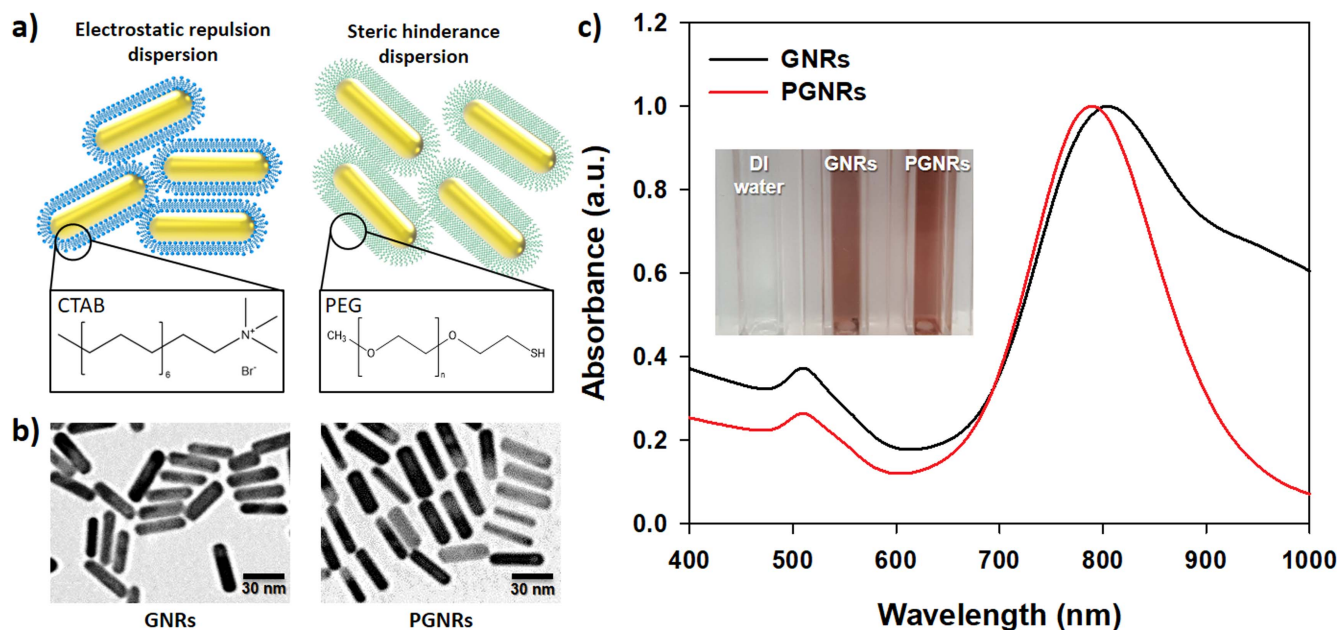 a)
Electrostatic repulsion
dispersion
Steric hinderance
dispersion
CTAB
6
N+
Br-
PEG
CH3
O
n
O
SH
b)
30 nm
30 nm
GNRs
PGNRs
c)
GNRs
PGNRs
DI
water
GNRs
PGNRs
Absorbance (a.u.)
1.2
1.0
0.8
0.6
0.4
0.2
0.0
400 500 600 700 800 900 1000
Wavelength (nm)